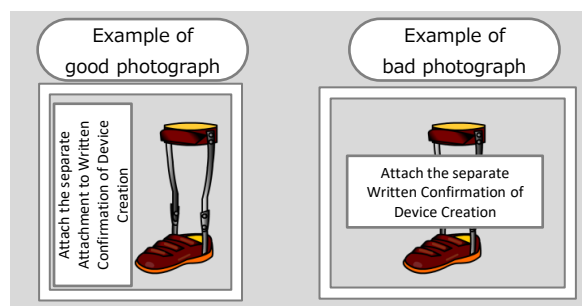 Example of
good photograph
Attach the separate
Attachment to Written
Confirmation of Device
Creation
Example of
bad photograph
Attach the separate
Written Confirmation of
Device Creation